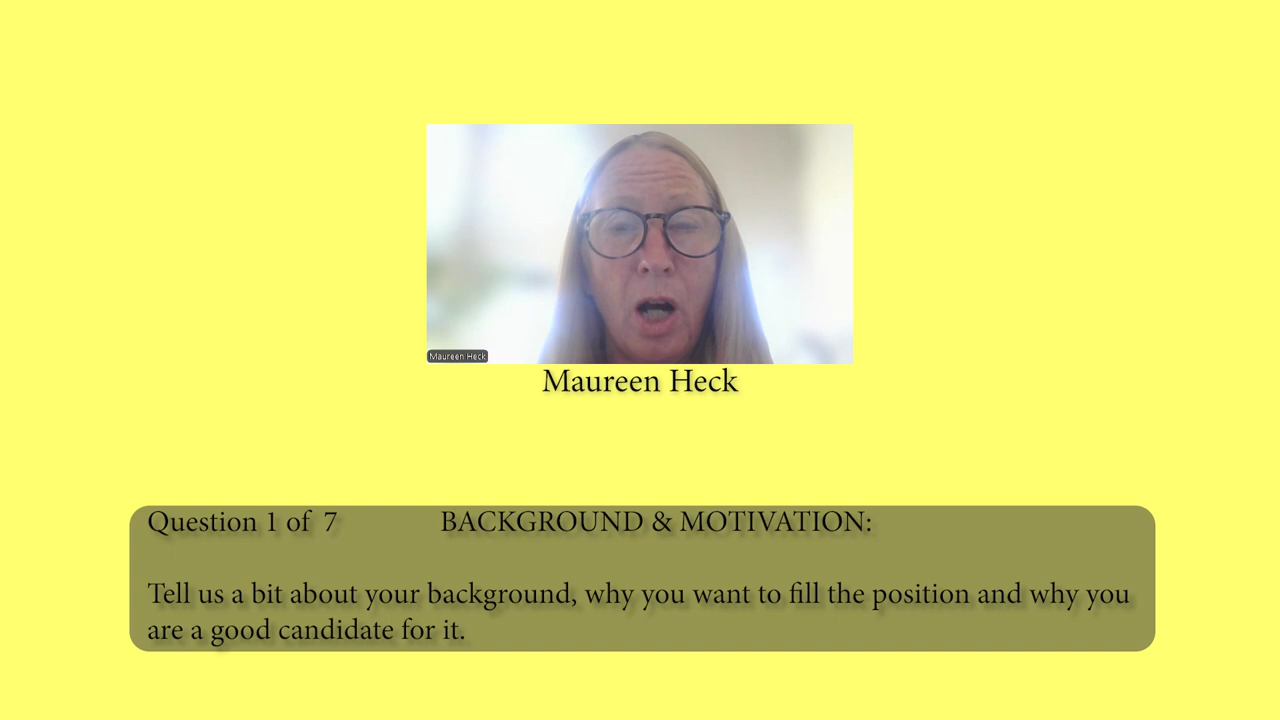 Maureen Heck
Maureen Heck
Question 1 of 7 BACKGROUND & MOTIVATION:
Tell us a bit about your background, why you want to fill the position and why you
are a good candidate for it.